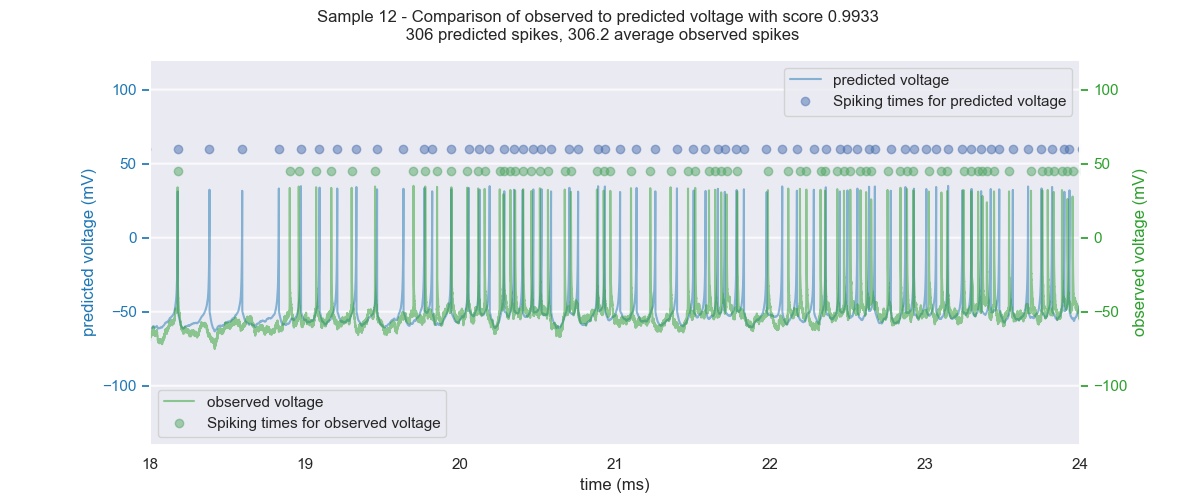 Sample 12 - Comparison of observed to predicted voltage with score 0.9933
306 predicted spikes, 306.2 average observed spikes
predicted voltage
Spiking times for predicted voltage
100
50
0
−50
−100
predicted voltage (mV)
100
50
0
−50
−100
observed voltage (mV)
observed voltage
Spiking times for observed voltage
18 19 20 21 22 23 24
time (ms)